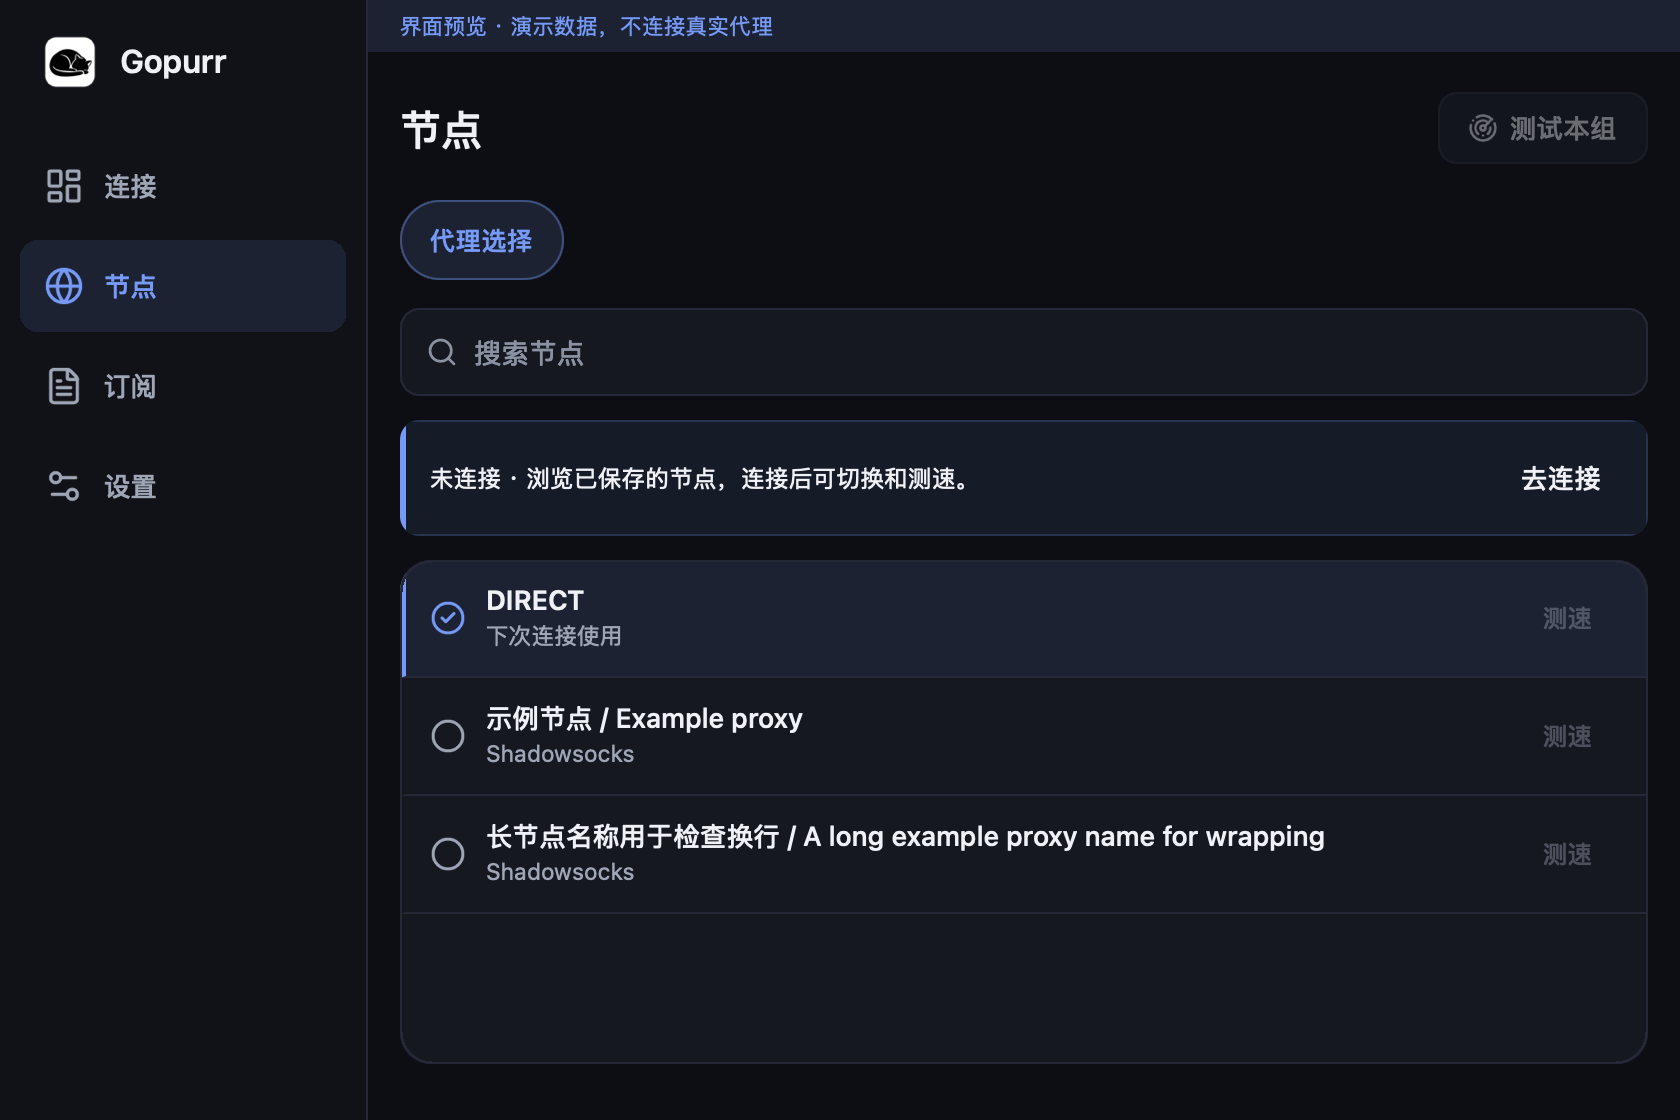 Gopurr
连接
节点
订阅
设置
界面预览 · 演示数据，不连接真实代理
节点
测试本组
代理选择
搜索节点
未连接 · 浏览已保存的节点，连接后可切换和测速。
去连接
DIRECT
下次连接使用
测速
示例节点 / Example proxy
Shadowsocks
测速
长节点名称用于检查换行 / A long example proxy name for wrapping
Shadowsocks
测速